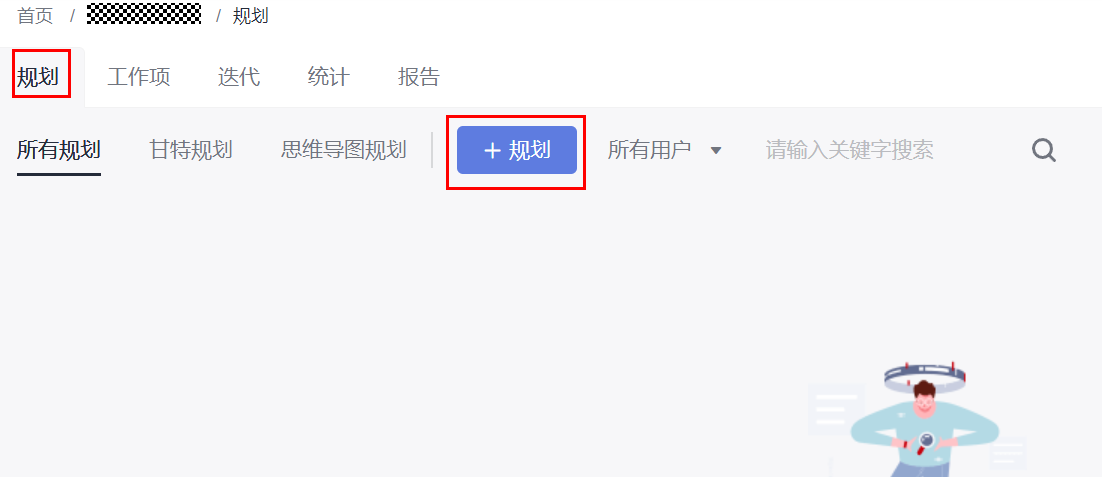 首页 / / 规划
规划 工作项 迭代 统计 报告
所有规划 甘特规划 思维导图规划 + 规划 所有用户 请输入关键字搜索